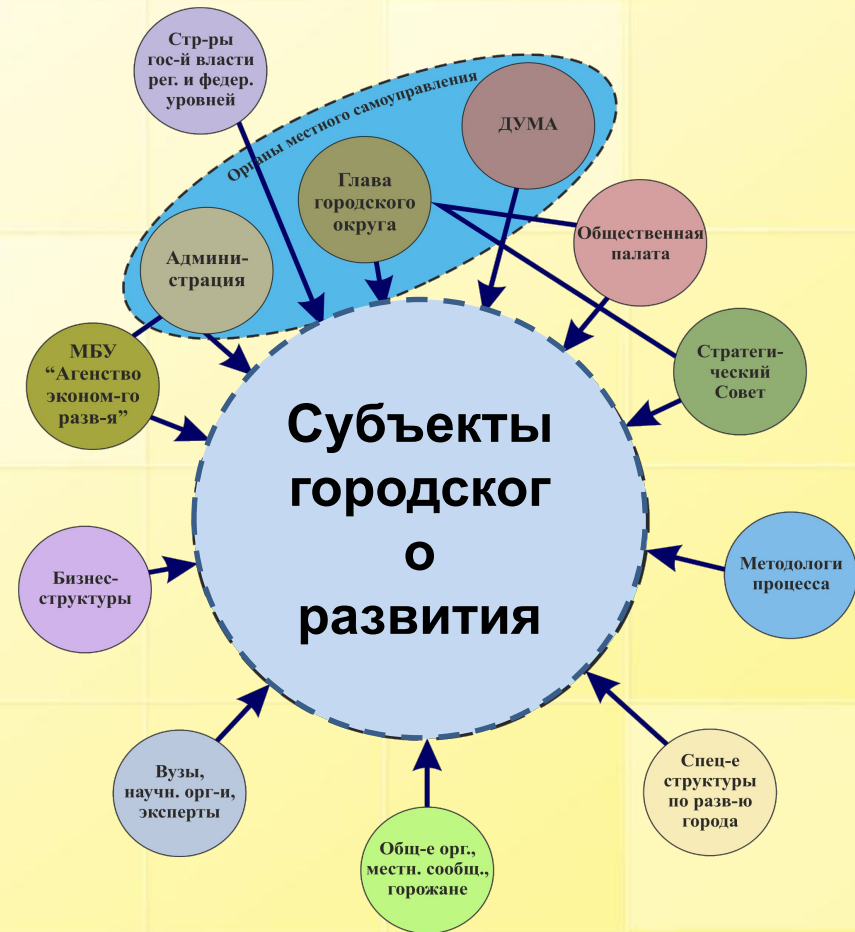 Стр-ры
гос-й власти
рег. и федер.
уровней
Органы местного самоуправления
ДУМА
Глава
городского
округа
Админи-
страция
Общественная
палата
МБУ
“Агенство
эконом-го
разв-я”
Стратеги-
ческий
Совет
Субъекты
городског
о
развития
Бизнес-
структуры
Методологи
процесса
Вузы,
научн. орг-и,
эксперты
Спец-е
структуры
по разв-ю
города
Общ-е орг.,
местн. сообщ.,
горожане